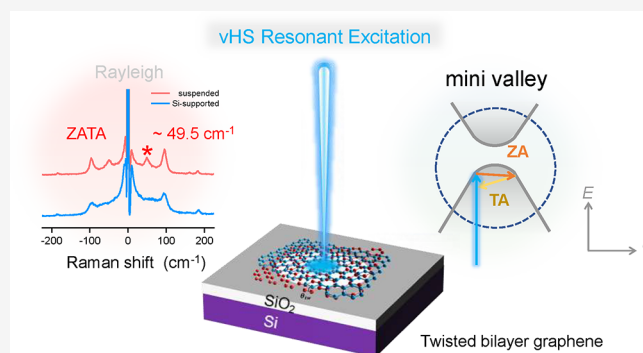 vHS Resonant Excitation
Rayleigh
suspended
Si-supported
ZATA
~ 49.5 cm⁻¹
*
-200 -100 0 100 200
Raman shift (cm⁻¹)
SiO₂
Si
mini valley
ZA
TA
E
Twisted bilayer graphene